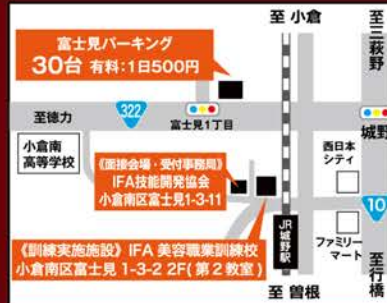 至 小倉
至三萩野
富士見パーキング
30台 有料：1日500円
至徳力
322
富士見1丁目
城野
小倉南
高等学校
《面接会場・受付事務局》
IFA技能開発協会
小倉南区富士見1-3-11
西日本
シティ
10
JR城野駅
ファミリー
マート
《訓練実施施設》IFA 美容職業訓練校
小倉南区富士見 1-3-2 2F(第2教室)
至 曽根
至行橋